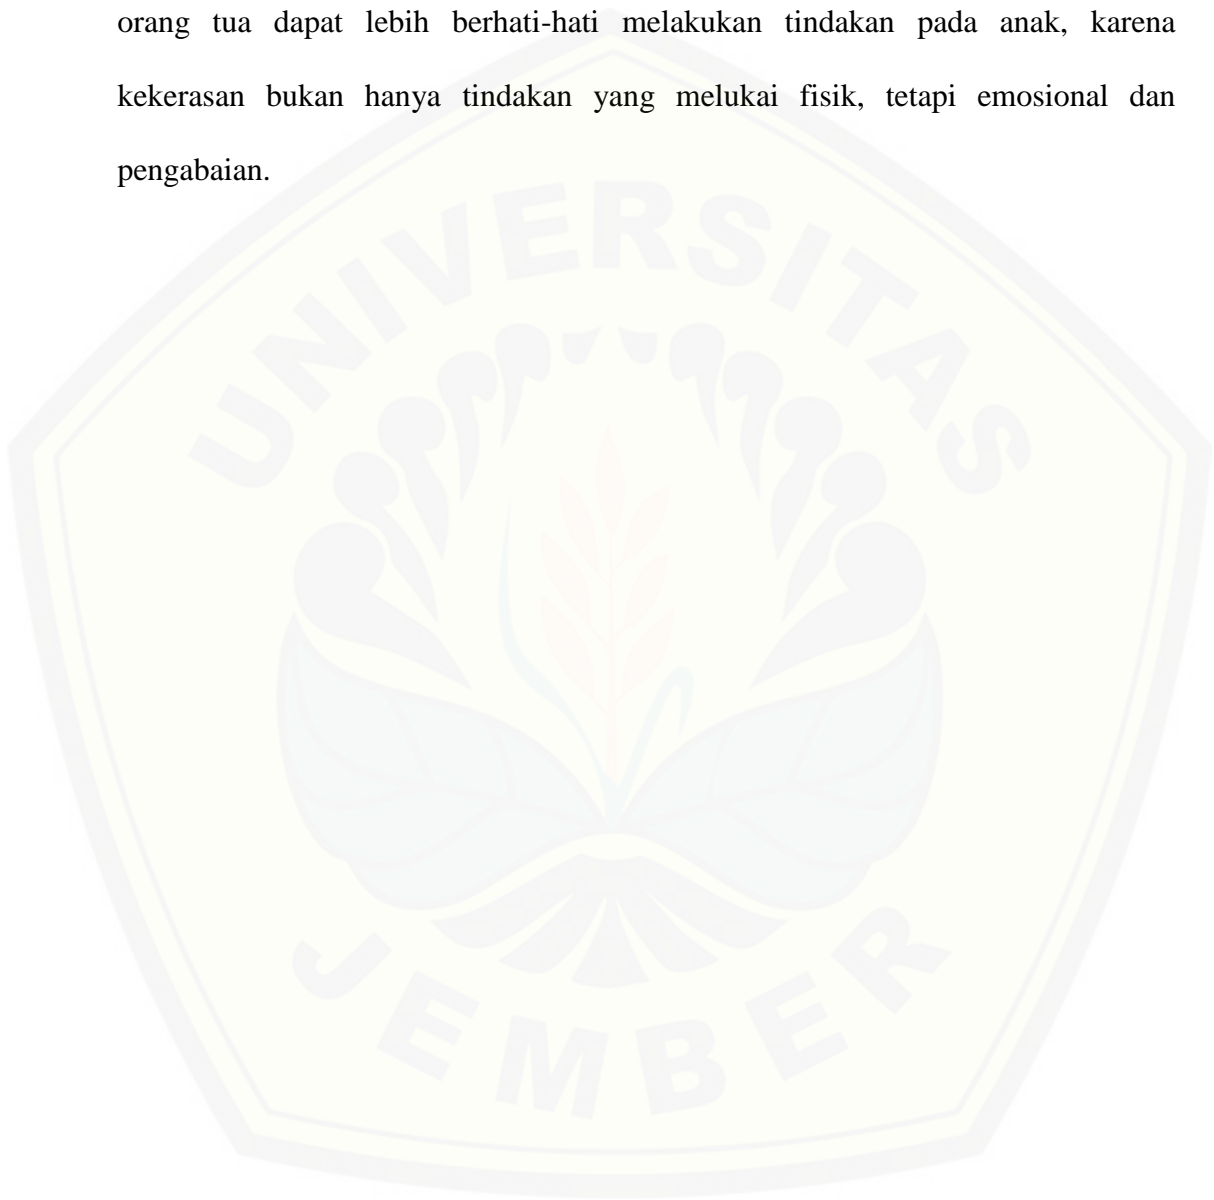 orang tua dapat lebih berhati-hati melakukan tindakan pada anak, karena
kekerasan bukan hanya tindakan yang melukai fisik, tetapi emosional dan
pengabaian.
UNIVERSITAS
JEMBER